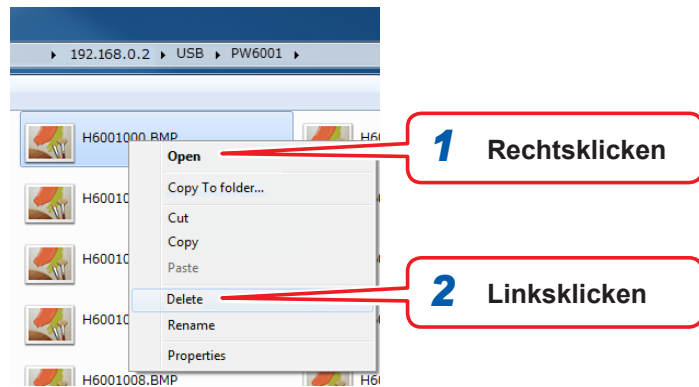 192.168.0.2 ▸ USB ▸ PW6001
H6001000.BMP
Open
1 Rechtsklicken
Copy To folder...
Cut
Copy
Paste
Delete
2 Linksklicken
Rename
Properties
H6001008.BMP